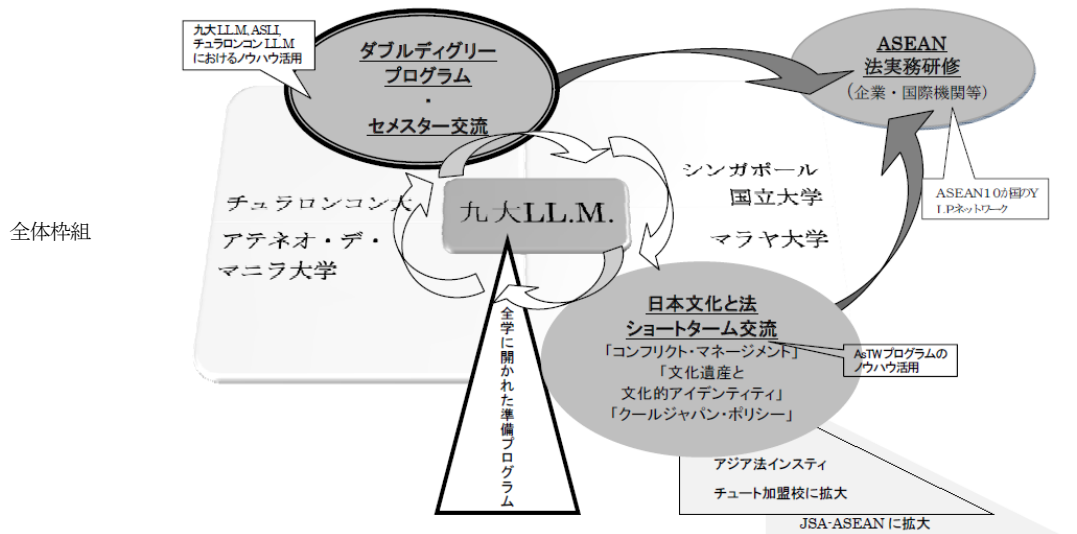 九大LL.M, ASLI,
チュラロンコンLL.M
におけるノウハウ活用
ダブルディグリー
プログラム
・
セメスター交流
ASEAN
法実務研修
(企業・国際機関等)
ASEAN10カ国のY
LPネットワーク
全体枠組
チュラロンコン大
アテネオ・デ・
マニラ大学
九大LL.M.
シンガポール
国立大学
マラヤ大学
全学に開かれた準備プログラム
日本文化と法
ショートターム交流
「コンフリクト・マネージメント」
「文化遺産と
文化的アイデンティティ」
「クールジャパン・ポリシー」
AsTWプログラムの
ノウハウ活用
アジア法インスティ
チュート加盟校に拡大
JSA-ASEANに拡大